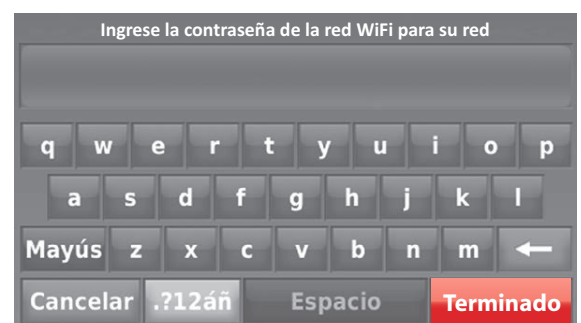 Ingrese la contraseña de la red WiFi para su red
q w e r t y u i o p
a s d f g h j k l
Mayús z x c v b n m ←
Cancelar .?12áñ Espacio Terminado